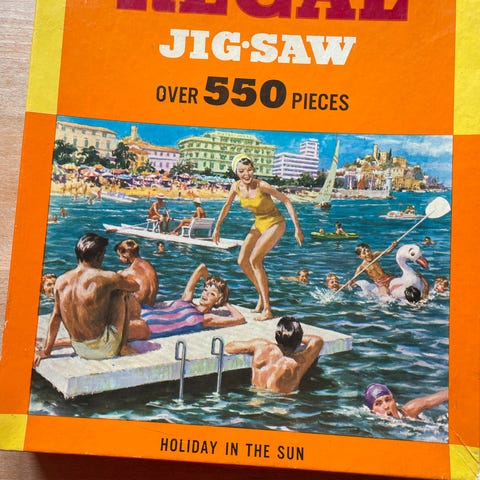 REGAL
JIG·SAW
OVER 550 PIECES
HOLIDAY IN THE SUN